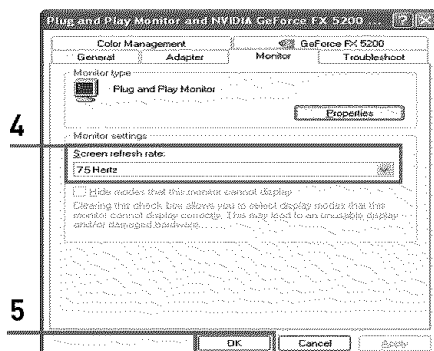 Plug and Play Monitor and NVIDIA GeForce FX 5200 ...
Color Management
GeForce FX 5200
General
Adapter
Monitor
Troubleshoot
Monitor type
Plug and Play Monitor
Properties
4
Monitor settings
Screen refresh rate:
75 Hertz
Hide modes that this monitor cannot display
Clearing this check box allows you to select display modes that this
monitor cannot display correctly. This may lead to an unusable display
and/or damaged hardware.
5
OK
Cancel
Apply